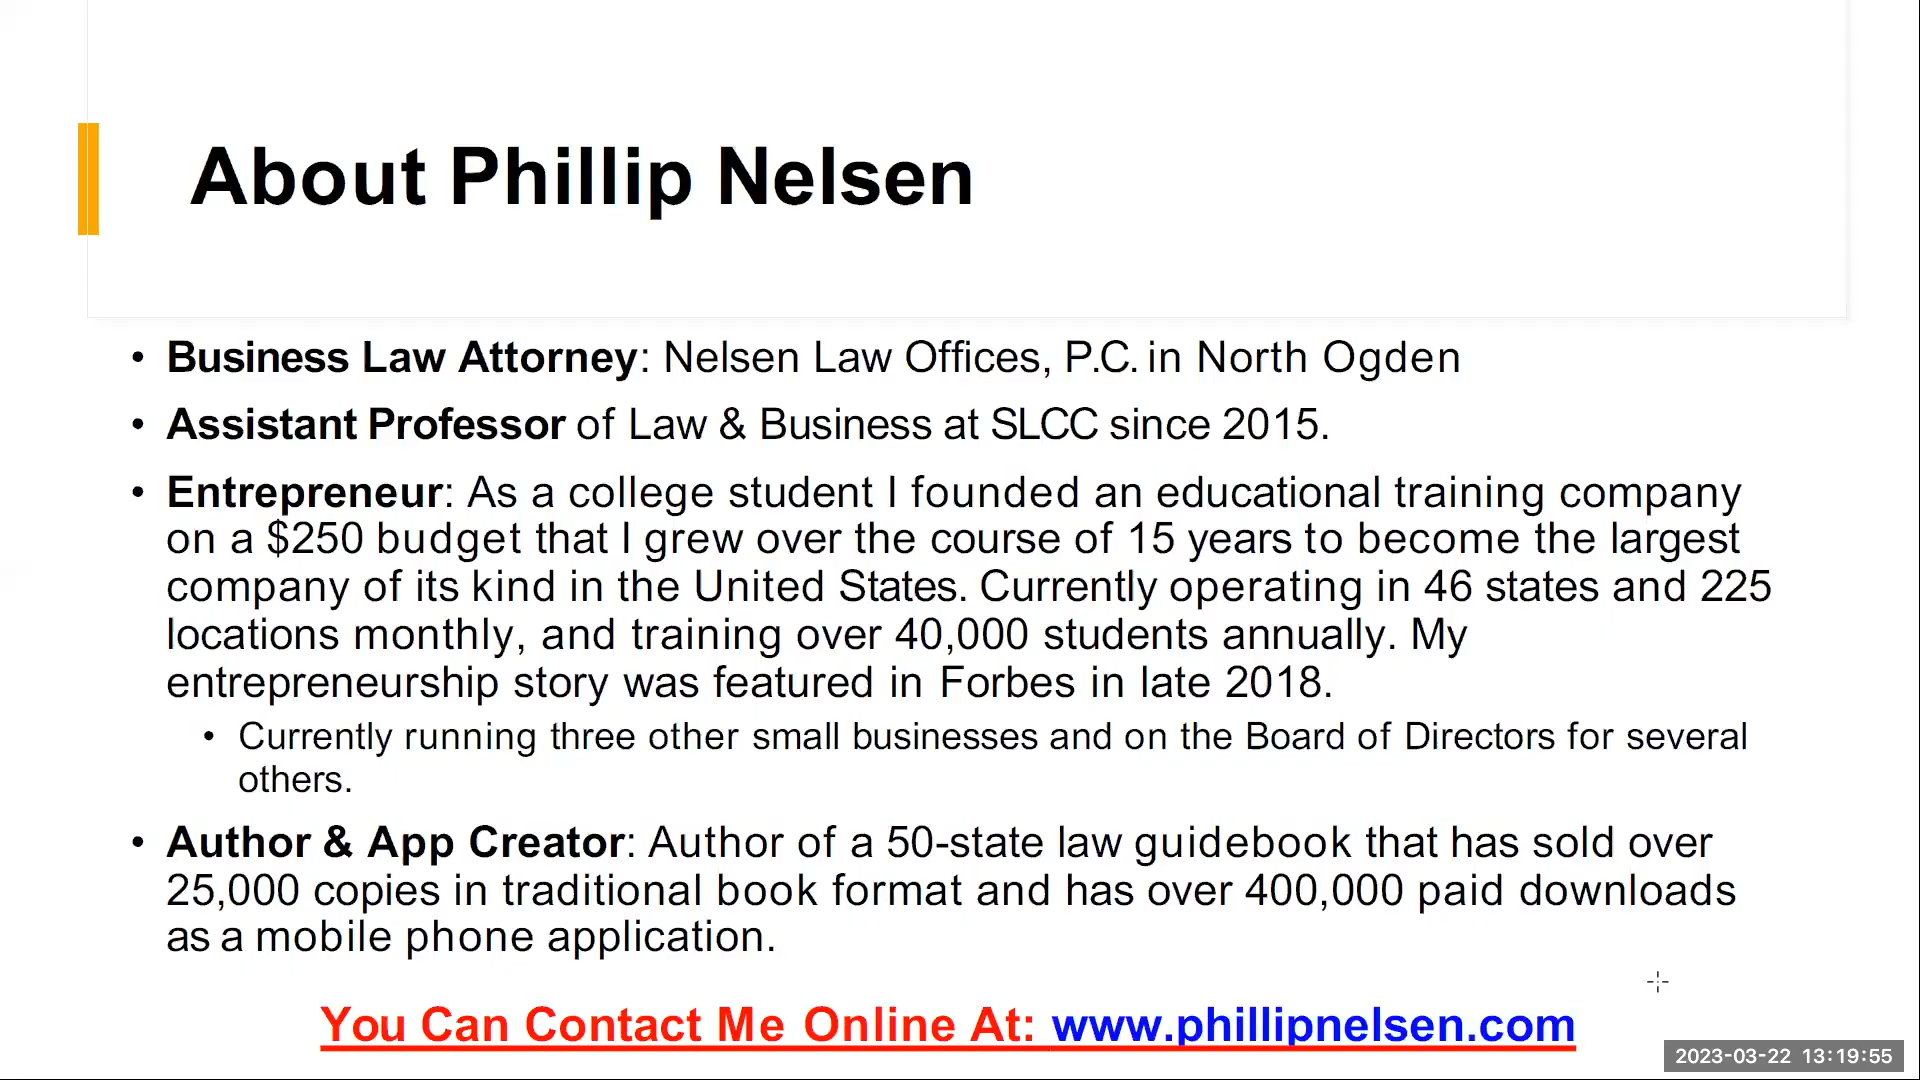 About Phillip Nelsen
• Business Law Attorney: Nelsen Law Offices, P.C. in North Ogden
• Assistant Professor of Law & Business at SLCC since 2015.
• Entrepreneur: As a college student I founded an educational training company
on a $250 budget that I grew over the course of 15 years to become the largest
company of its kind in the United States. Currently operating in 46 states and 225
locations monthly, and training over 40,000 students annually. My
entrepreneurship story was featured in Forbes in late 2018.
• Currently running three other small businesses and on the Board of Directors for several
others.
• Author & App Creator: Author of a 50-state law guidebook that has sold over
25,000 copies in traditional book format and has over 400,000 paid downloads
as a mobile phone application.
You Can Contact Me Online At: www.phillipnelsen.com
2023-03-22 13:19:55